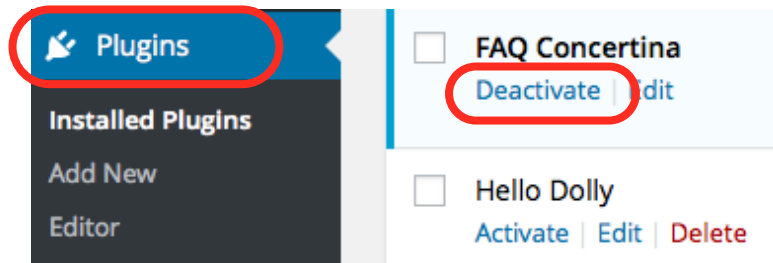 Plugins
Installed Plugins
Add New
Editor
FAQ Concertina
Deactivate | Edit
Hello Dolly
Activate | Edit | Delete